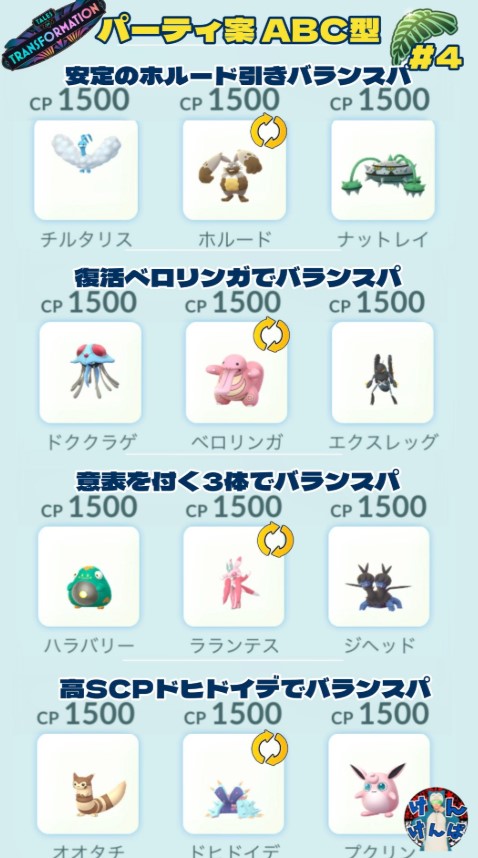 TALES
TRANSFORMATION
パーティ案 ABC型
#4
安定のホルード引きバランスパ
CP 1500 CP 1500 CP 1500
チルタリス ホルード ナットレイ
復活ベロリンガでバランスパ
CP 1500 CP 1500 CP 1500
ドククラゲ ベロリンガ エクスレッグ
意表を付く3体でバランスパ
CP 1500 CP 1500 CP 1500
ハラバリー ラランテス ジヘッド
高SCPドヒドイデでバランスパ
CP 1500 CP 1500 CP 1500
オオタチ ドヒドイデ プクリン
けん
けんぱ